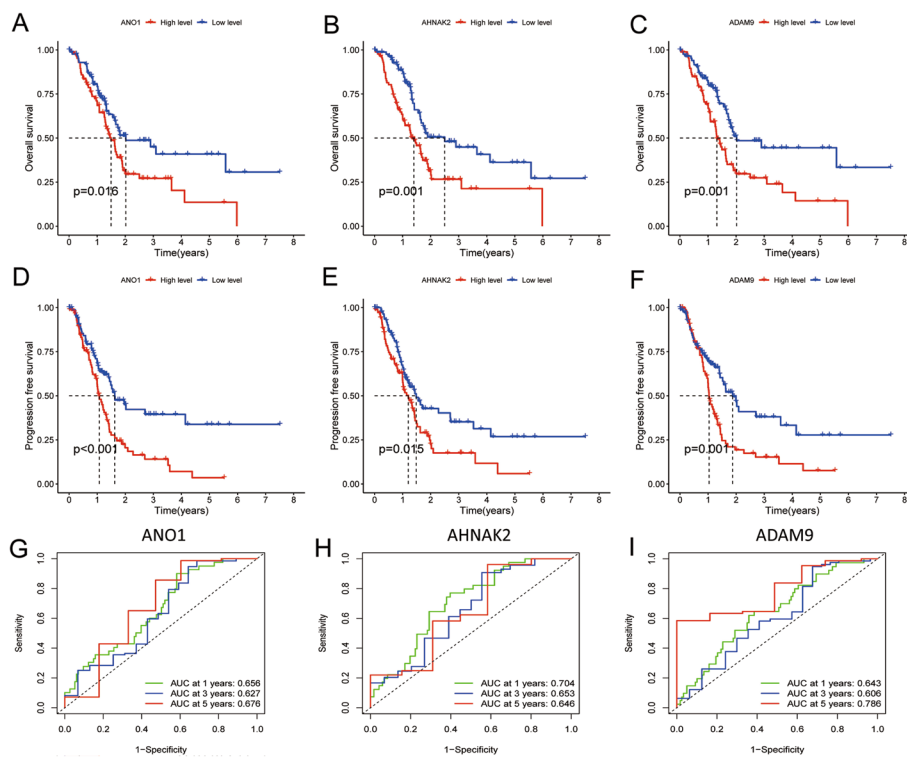 A
ANO1 High level Low level
Overall survival
1.00
0.75
0.50
0.25
0.00
p=0.016
0 1 2 3 4 5 6 7 8
Time(years)
B
AHNAK2 High level Low level
Overall survival
1.00
0.75
0.50
0.25
0.00
p=0.001
0 1 2 3 4 5 6 7 8
Time(years)
C
ADAM9 High level Low level
Overall survival
1.00
0.75
0.50
0.25
0.00
p=0.001
0 1 2 3 4 5 6 7 8
Time(years)
D
ANO1 High level Low level
Progression free survival
1.00
0.75
0.50
0.25
0.00
p<0.001
0 1 2 3 4 5 6 7 8
Time(years)
E
AHNAK2 High level Low level
Progression free survival
1.00
0.75
0.50
0.25
0.00
p=0.015
0 1 2 3 4 5 6 7 8
Time(years)
F
ADAM9 High level Low level
Progression free survival
1.00
0.75
0.50
0.25
0.00
p=0.001
0 1 2 3 4 5 6 7 8
Time(years)
G
ANO1
Sensitivity
1.0
0.8
0.6
0.4
0.2
0.0
AUC at 1 years: 0.656
AUC at 3 years: 0.627
AUC at 5 years: 0.676
0.0 0.2 0.4 0.6 0.8 1.0
1−Specificity
H
AHNAK2
Sensitivity
1.0
0.8
0.6
0.4
0.2
0.0
AUC at 1 years: 0.704
AUC at 3 years: 0.653
AUC at 5 years: 0.646
0.0 0.2 0.4 0.6 0.8 1.0
1−Specificity
I
ADAM9
Sensitivity
1.0
0.8
0.6
0.4
0.2
0.0
AUC at 1 years: 0.643
AUC at 3 years: 0.606
AUC at 5 years: 0.786
0.0 0.2 0.4 0.6 0.8 1.0
1−Specificity